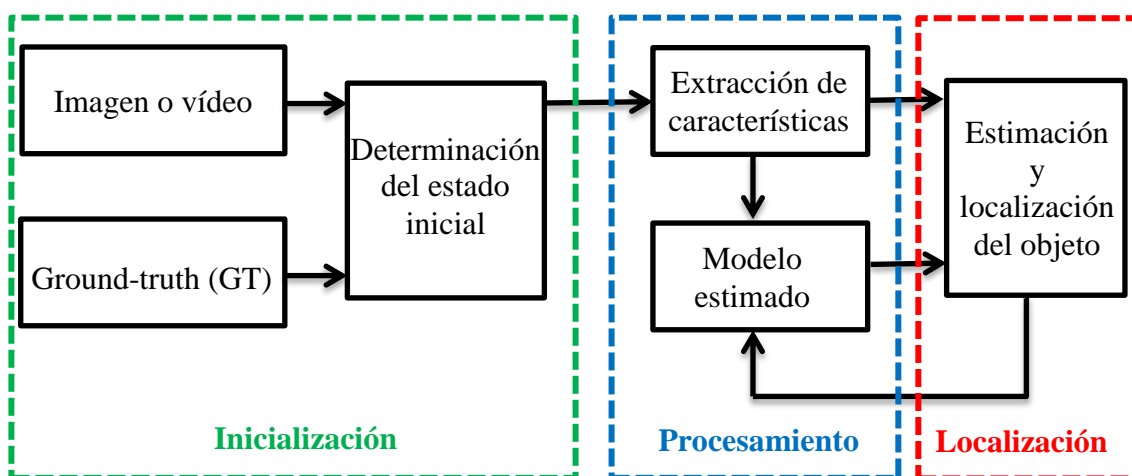 Imagen o vídeo
Ground-truth (GT)
Determinación
del estado
inicial
Inicialización
Extracción de
características
Modelo
estimado
Procesamiento
Estimación
y
localización
del objeto
Localización